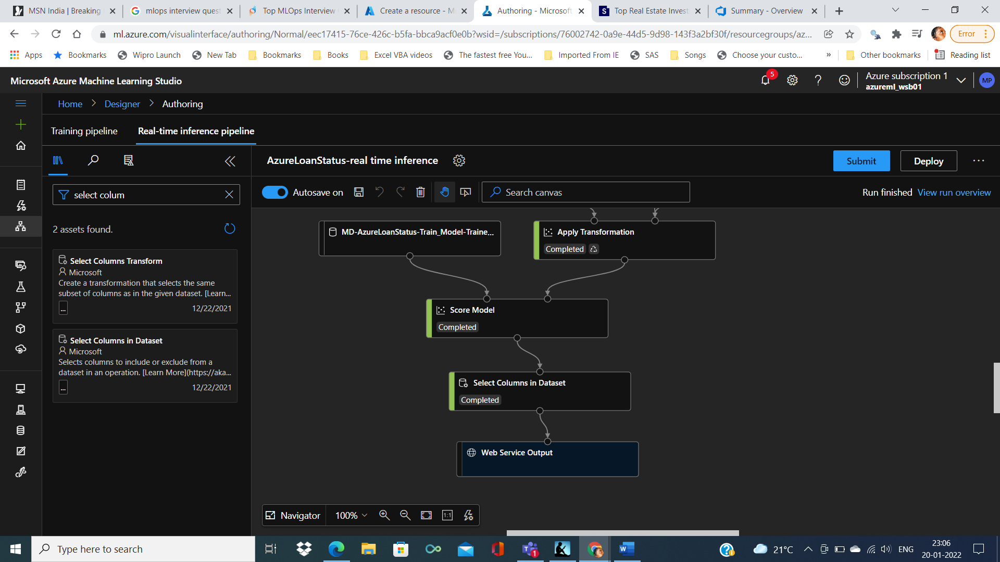 MSN India | Breaking
mlops interview quest
Top MLOps Interview
Create a resource - M
Authoring - Microsoft
Top Real Estate Invest
Summary - Overview
ml.azure.com/visualinterface/authoring/Normal/eec17415-76ce-426c-b5fa-bbca9acf0e0b?wsid=/subscriptions/76002742-0a9e-44d5-9d98-143f3a2bf30f/resourcegroups/az...
Error
Apps
Bookmarks
Wipro Launch
New Tab
Bookmarks
Books
Excel VBA videos
The fastest free You...
Imported From IE
SAS
Songs
Choose your custo...
»
Other bookmarks
Reading list
Microsoft Azure Machine Learning Studio
5
Azure subscription 1
azureml_wsb01
MP
Home > Designer > Authoring
Training pipeline
Real-time inference pipeline
AzureLoanStatus-real time inference
Submit
Deploy
...
select colum
Autosave on
Search canvas
Run finished View run overview
2 assets found.
Select Columns Transform
Microsoft
Create a transformation that selects the same
subset of columns as in the given dataset. [Learn...
...
12/22/2021
Select Columns in Dataset
Microsoft
Selects columns to include or exclude from a
dataset in an operation. [Learn More](https://aka...
...
12/22/2021
MD-AzureLoanStatus-Train_Model-Traine...
Apply Transformation
Completed
Score Model
Completed
Select Columns in Dataset
Completed
Web Service Output
Navigator
100%
1:1
Type here to search
1
21°C
ENG
23:06
20-01-2022